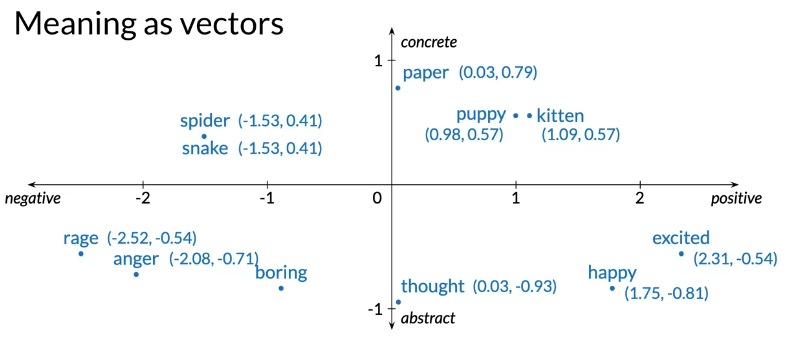 Meaning as vectors
concrete
1
paper (0.03, 0.79)
spider (-1.53, 0.41)
puppy
kitten
(0.98, 0.57)
(1.09, 0.57)
snake (-1.53, 0.41)
negative
-2
-1
0
1
2
positive
rage (-2.52, -0.54)
excited
anger (-2.08, -0.71)
(2.31, -0.54)
boring
happy
thought (0.03, -0.93)
(1.75, -0.81)
-1
abstract